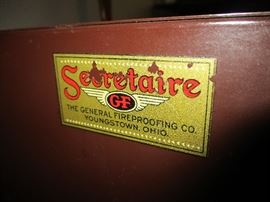 Secretaire
GF
THE GENERAL FIREPROOFING CO.
YOUNGSTOWN, OHIO.